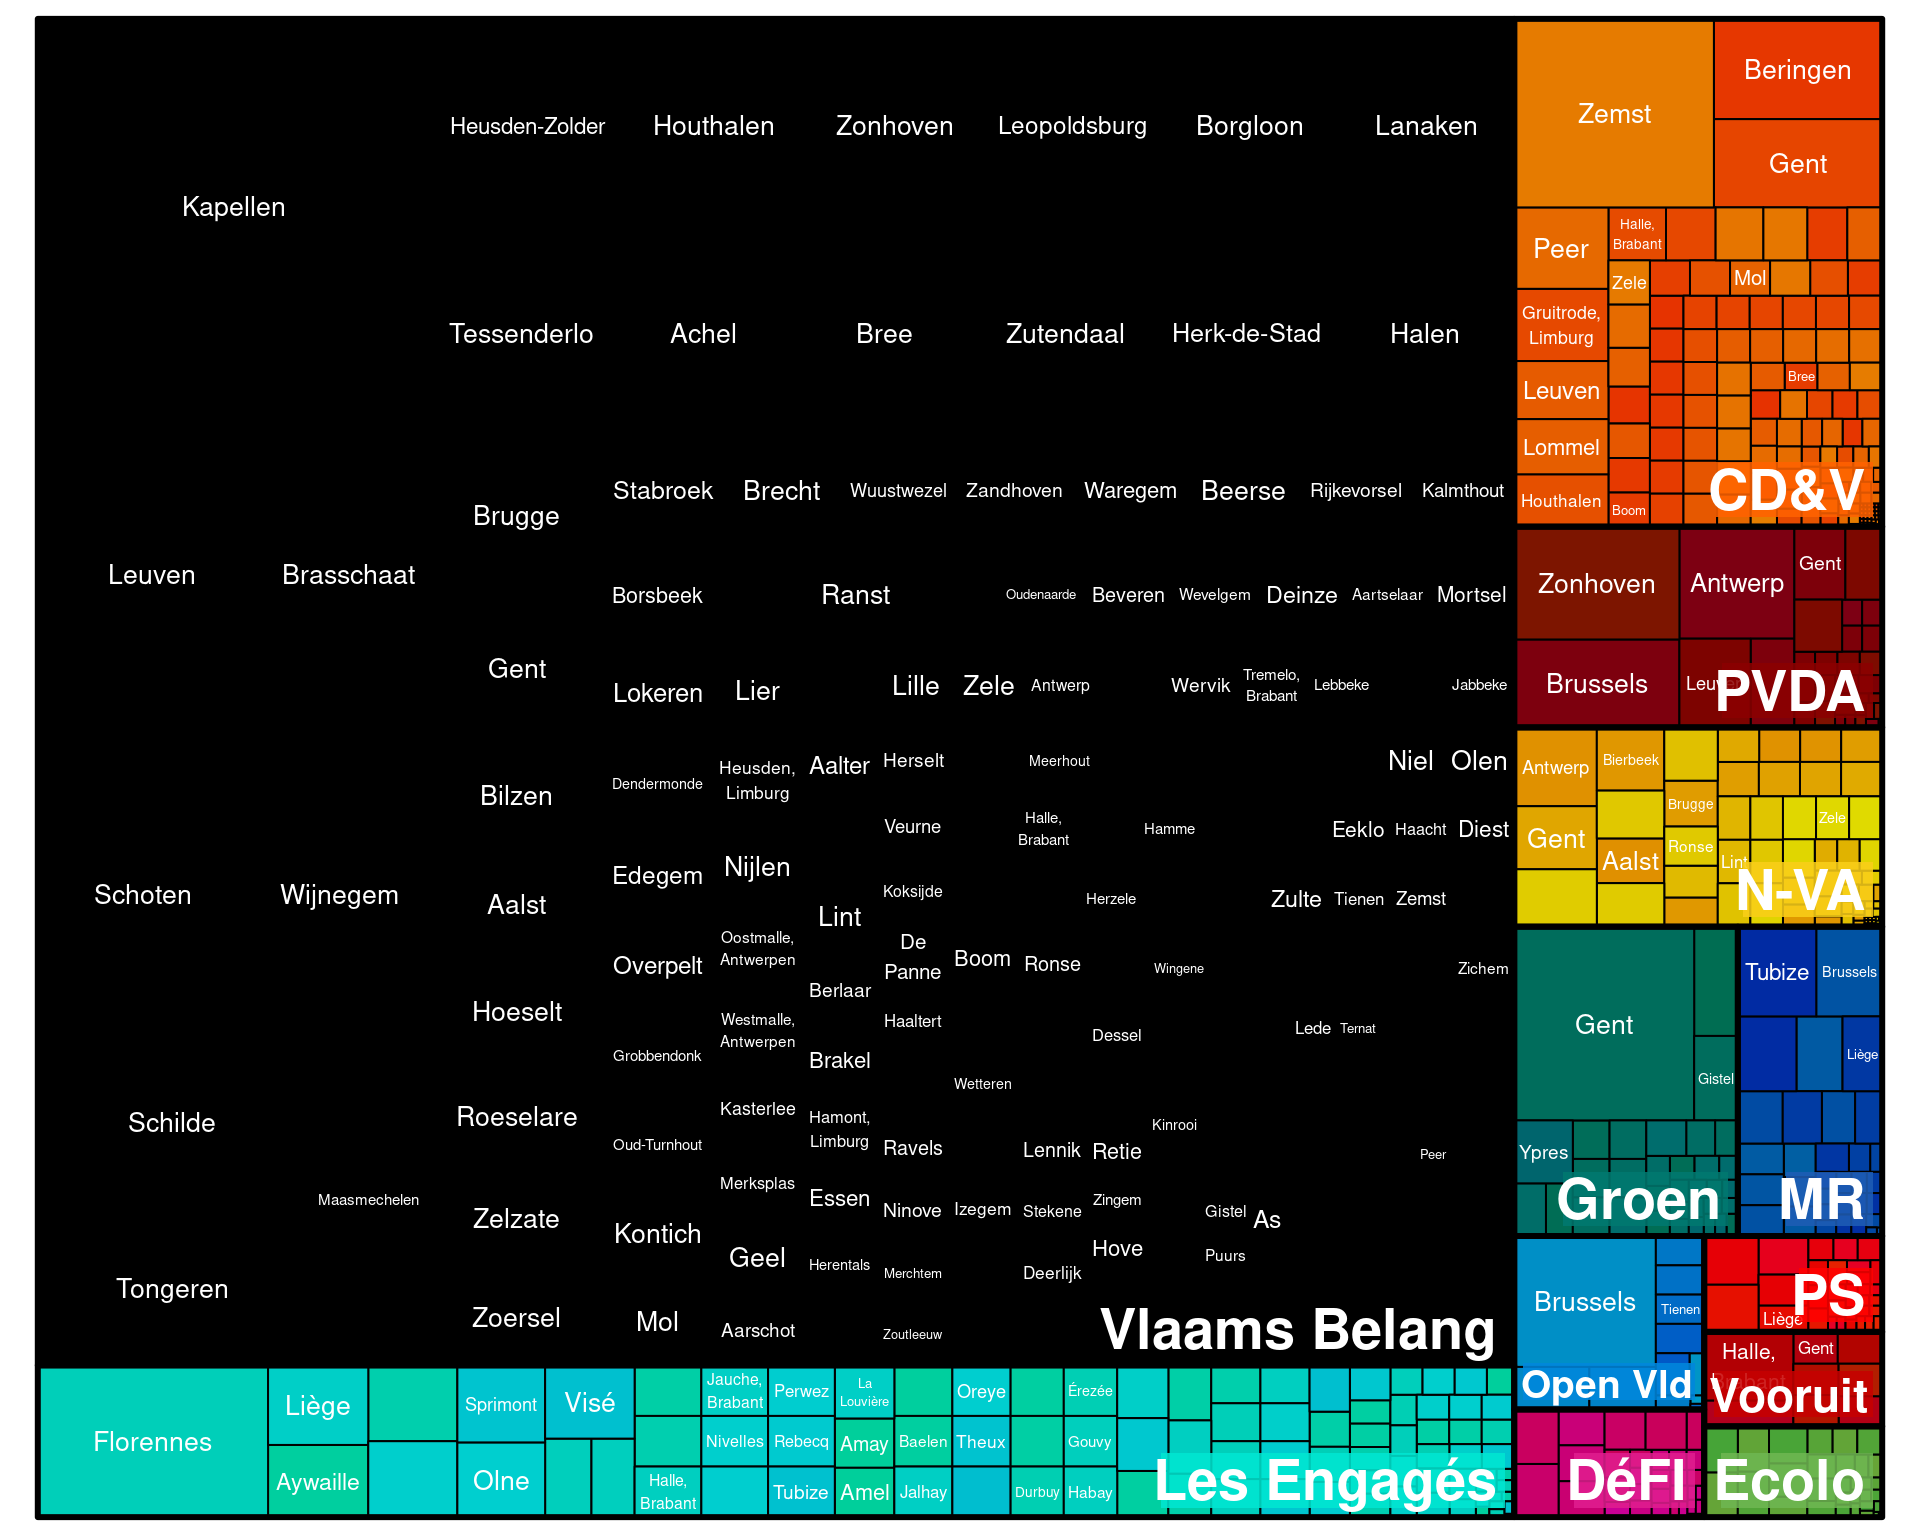 Heusden-Zolder
Houthalen
Zonhoven
Leopoldsburg
Borgloon
Lanaken
Kapellen
Tessenderlo
Achel
Bree
Zutendaal
Herk-de-Stad
Halen
Stabroek
Brecht
Wuustwezel
Zandhoven
Waregem
Beerse
Rijkevorsel
Kalmthout
Brugge
Leuven
Brasschaat
Borsbeek
Ranst
Oudenaarde
Beveren
Wevelgem
Deinze
Aartselaar
Mortsel
Gent
Lokeren
Lier
Lille
Zele
Antwerp
Wervik
Tremelo,
Brabant
Lebbeke
Jabbeke
Bilzen
Dendermonde
Heusden,
Limburg
Aalter
Herselt
Meerhout
Niel
Olen
Veurne
Halle,
Brabant
Hamme
Eeklo
Haacht
Diest
Schoten
Wijnegem
Aalst
Edegem
Nijlen
Koksijde
Herzele
Zulte
Tienen
Zemst
Lint
Overpelt
Oostmalle,
Antwerpen
De
Panne
Boom
Ronse
Wingene
Zichem
Berlaar
Hoeselt
Westmalle,
Antwerpen
Haaltert
Dessel
Lede
Ternat
Grobbendonk
Brakel
Wetteren
Schilde
Roeselare
Kasterlee
Hamont,
Limburg
Kinrooi
Oud-Turnhout
Ravels
Lennik
Retie
Peer
Maasmechelen
Merksplas
Essen
Zingem
Zelzate
Kontich
Ninove
Izegem
Stekene
Gistel
As
Geel
Herentals
Merchtem
Hove
Deerlijk
Puurs
Tongeren
Zoersel
Mol
Aarschot
Zoutleeuw
Vlaams Belang
Florennes
Liège
Aywaille
Sprimont
Olne
Visé
Halle,
Brabant
Jauche,
Brabant
Nivelles
Perwez
Rebecq
Tubize
La
Louvière
Amay
Amel
Baelen
Jalhay
Oreye
Theux
Durbuy
Érezée
Gouvy
Habay
Les Engagés
Zemst
Beringen
Gent
Peer
Halle,
Brabant
Zele
Mol
Gruitrode,
Limburg
Leuven
Bree
Lommel
Houthalen
Boom
CD&V
Zonhoven
Antwerp
Gent
Brussels
PVDA
Antwerp
Bierbeek
Brugge
Zele
Gent
Aalst
Ronse
Lint
N-VA
Gent
Gistel
Ypres
Groen
Tubize
Brussels
Liège
MR
Brussels
Tienen
Open Vld
Liège
PS
Halle,
Brabant
Gent
Vooruit
DéFI
Ecolo